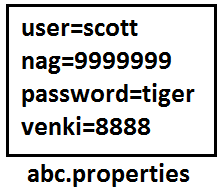 user=scott
nag=9999999
password=tiger
venki=8888
abc.properties